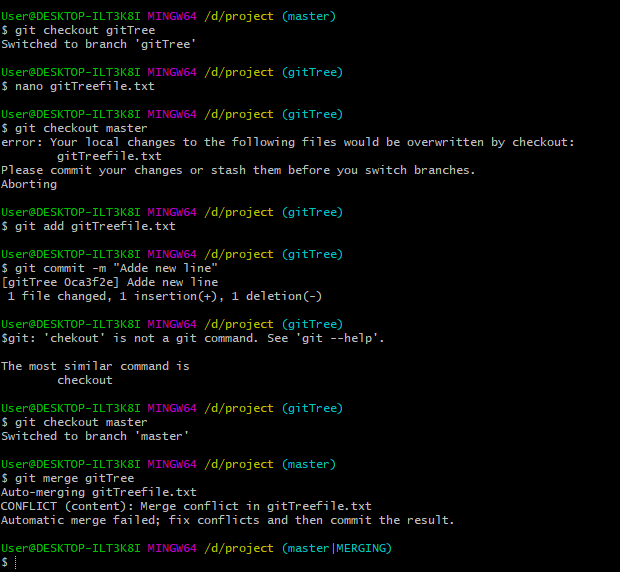 User@DESKTOP-ILT3K8I MINGW64 /d/project (master)
$ git checkout gitTree
Switched to branch 'gitTree'
User@DESKTOP-ILT3K8I MINGW64 /d/project (gitTree)
$ nano gitTreefile.txt
User@DESKTOP-ILT3K8I MINGW64 /d/project (gitTree)
$ git checkout master
error: Your local changes to the following files would be overwritten by checkout:
gitTreefile.txt
Please commit your changes or stash them before you switch branches.
Aborting
User@DESKTOP-ILT3K8I MINGW64 /d/project (gitTree)
$ git add gitTreefile.txt
User@DESKTOP-ILT3K8I MINGW64 /d/project (gitTree)
$ git commit -m "Adde new line"
[gitTree 0ca3f2e] Adde new line
1 file changed, 1 insertion(+), 1 deletion(-)
User@DESKTOP-ILT3K8I MINGW64 /d/project (gitTree)
$git: 'chekout' is not a git command. See 'git --help'.
The most similar command is
checkout
User@DESKTOP-ILT3K8I MINGW64 /d/project (gitTree)
$ git checkout master
Switched to branch 'master'
User@DESKTOP-ILT3K8I MINGW64 /d/project (master)
$ git merge gitTree
Auto-merging gitTreefile.txt
CONFLICT (content): Merge conflict in gitTreefile.txt
Automatic merge failed; fix conflicts and then commit the result.
User@DESKTOP-ILT3K8I MINGW64 /d/project (master|MERGING)
$